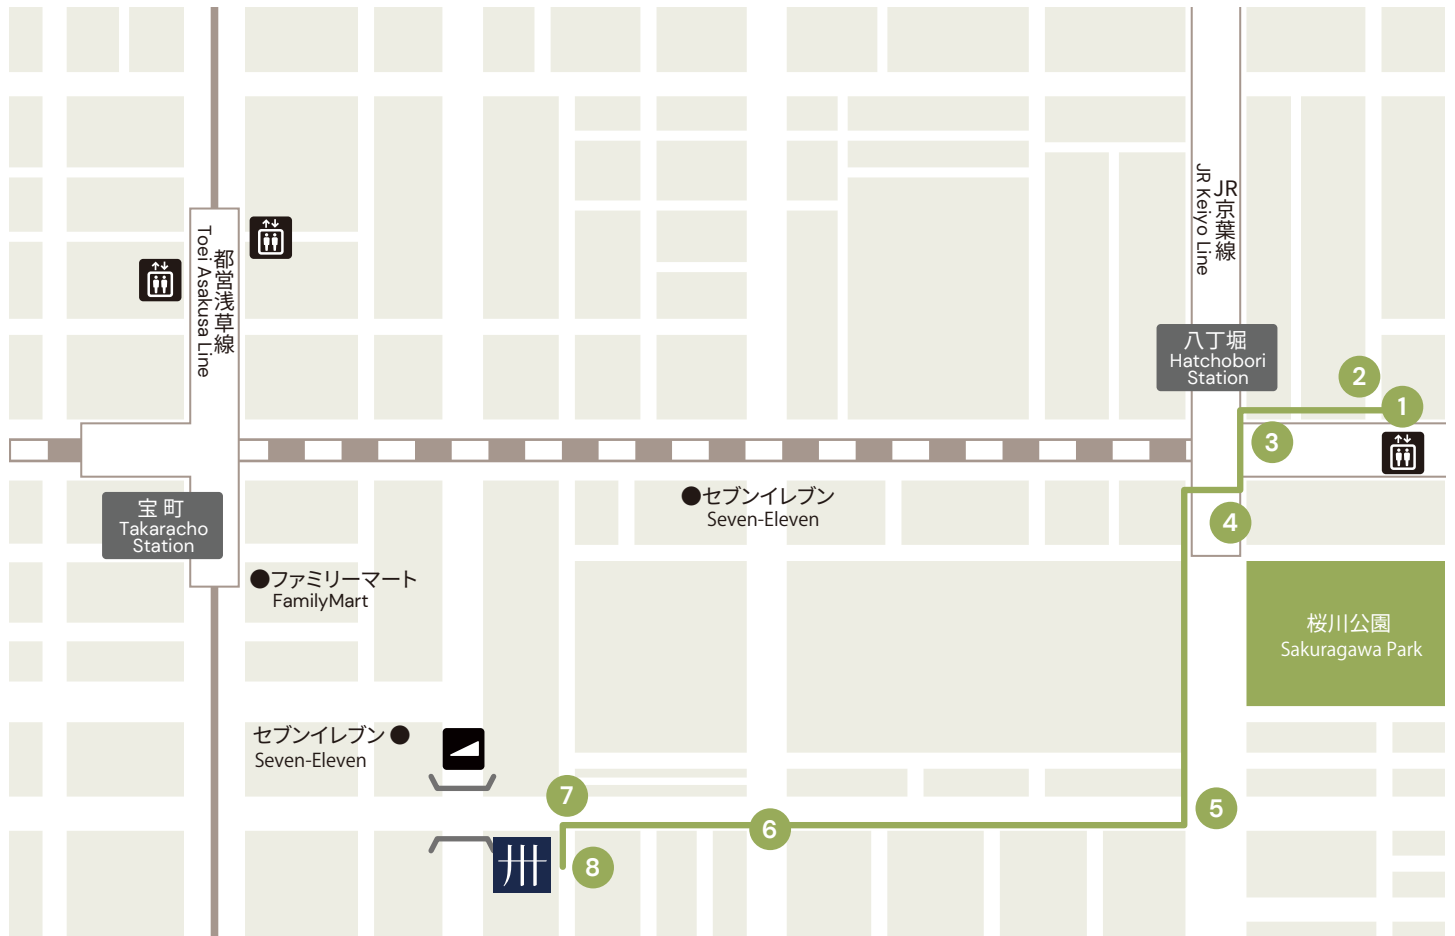 都営浅草線
Toei Asakusa Line
JR京葉線
JR Keiyo Line
八丁堀
Hatchobori
Station
2
1
3
4
宝町
Takaracho
Station
セブンイレブン
Seven-Eleven
ファミリーマート
FamilyMart
桜川公園
Sakuragawa Park
セブンイレブン
Seven-Eleven
7
6
5
8